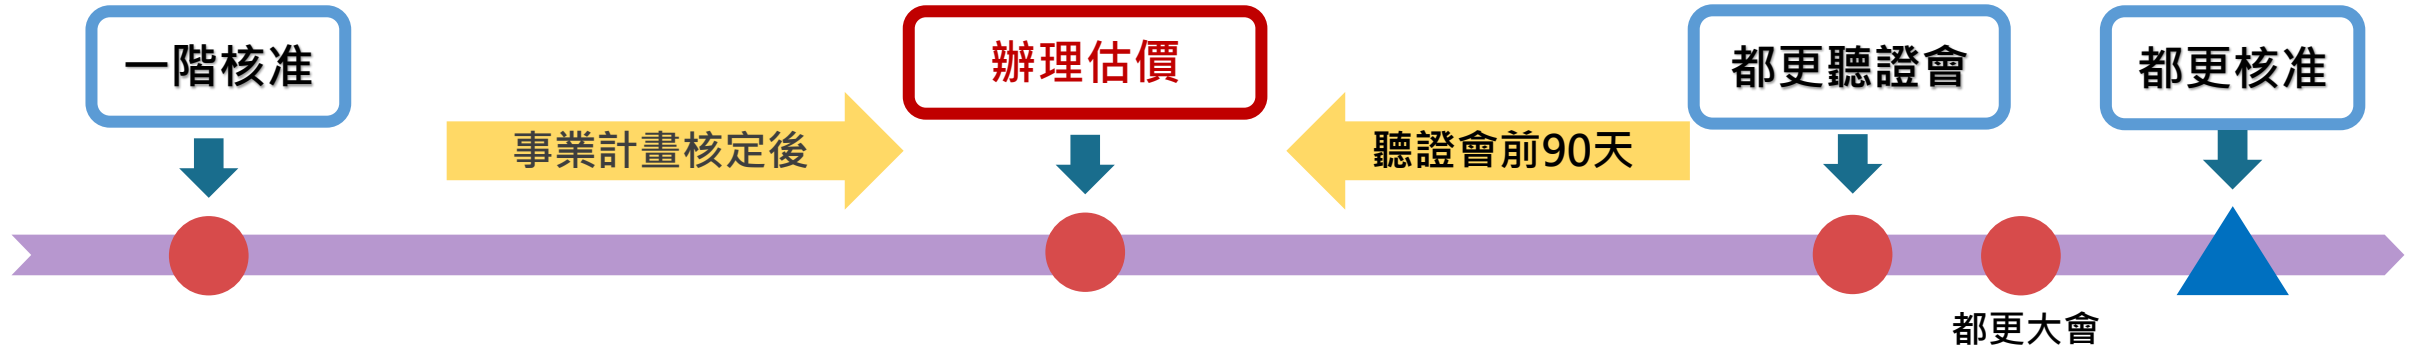 一階核准
辦理估價
都更聽證會
都更核准
事業計畫核定後
聽證會前90天
都更大會